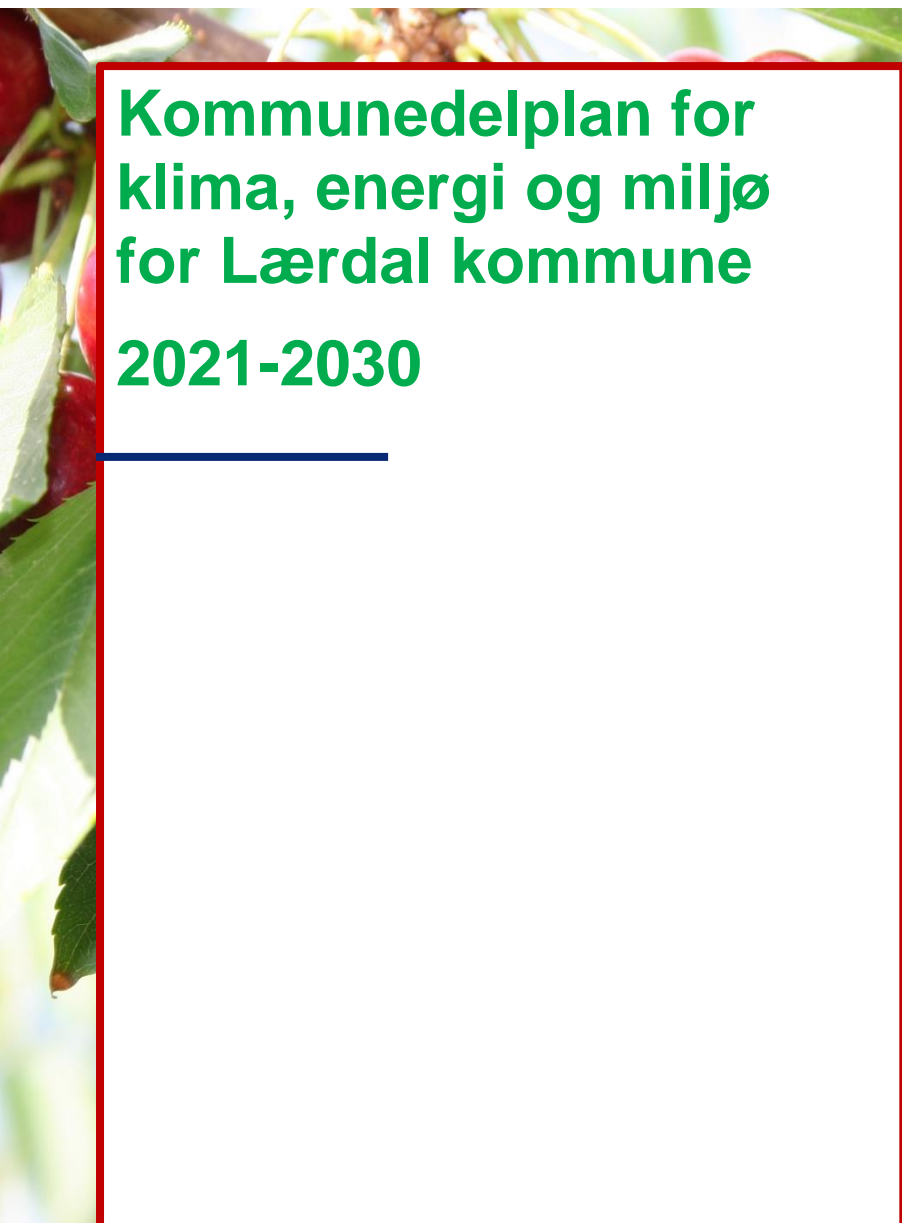 Kommunedelplan for
klima, energi og miljø
for Lærdal kommune
2021-2030